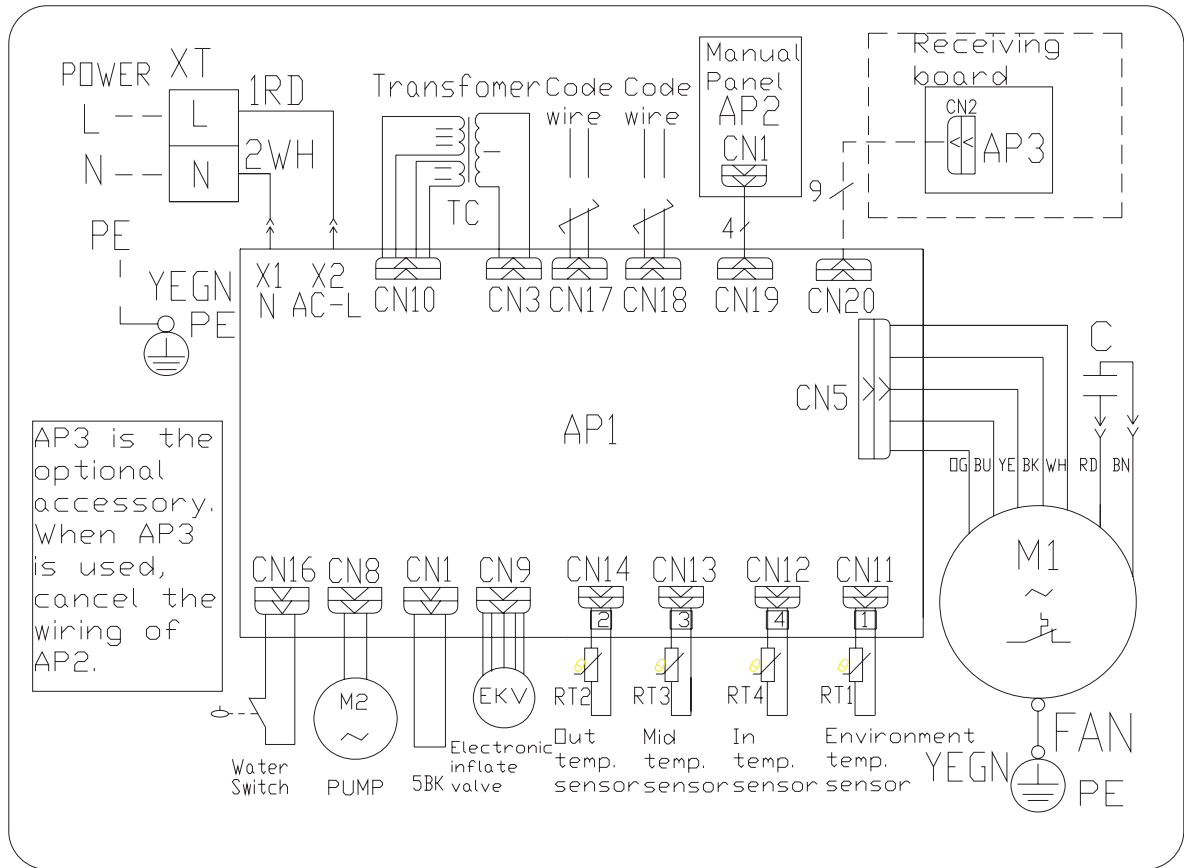 POWER
XT
L
L
1RD
N
N
2WH
PE
YEGN
PE
Transfomer
TC
Code
wire
Code
wire
Manual
Panel
AP2
CN1
4
Receiving
board
CN2
AP3
9
X1
N
X2
AC-L
CN10
CN3
CN17
CN18
CN19
CN20
CN5
AP1
C
OG
BU
YE
BK
WH
RD
BN
M1
~
FAN
YEGN
PE
AP3 is the
optional
accessory.
When AP3
is used,
cancel the
wiring of
AP2.
CN16
CN8
CN1
CN9
CN14
CN13
CN12
CN11
2
3
4
1
θ
θ
θ
θ
RT2
RT3
RT4
RT1
M2
~
EKV
Water
Switch
PUMP
5BK
Electronic
inflate
valve
Out
temp.
sensor
Mid
temp.
sensor
In
temp.
sensor
Environment
temp.
sensor